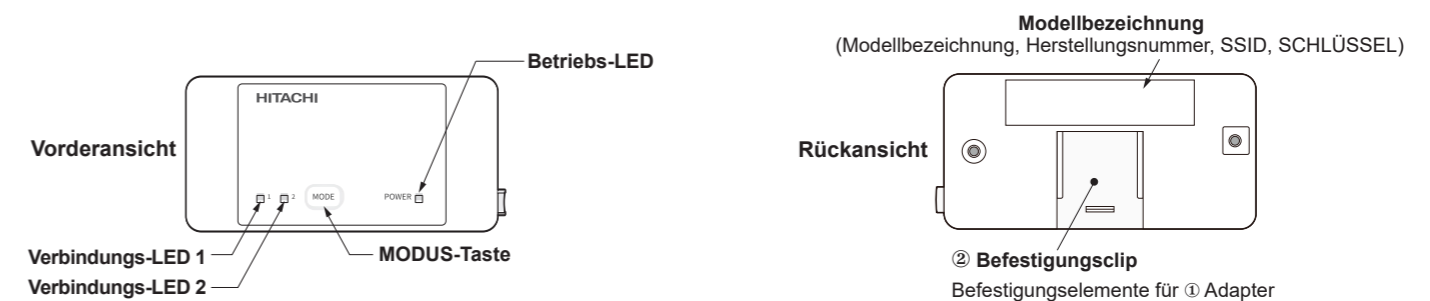 Vorderansicht
HITACHI
Betriebs-LED
1
2
MODE
POWER
Verbindungs-LED 1
Verbindungs-LED 2
MODUS-Taste
Modellbezeichnung
(Modellbezeichnung, Herstellungsnummer, SSID, SCHLÜSSEL)
Rückansicht
② Befestigungsclip
Befestigungselemente für ① Adapter